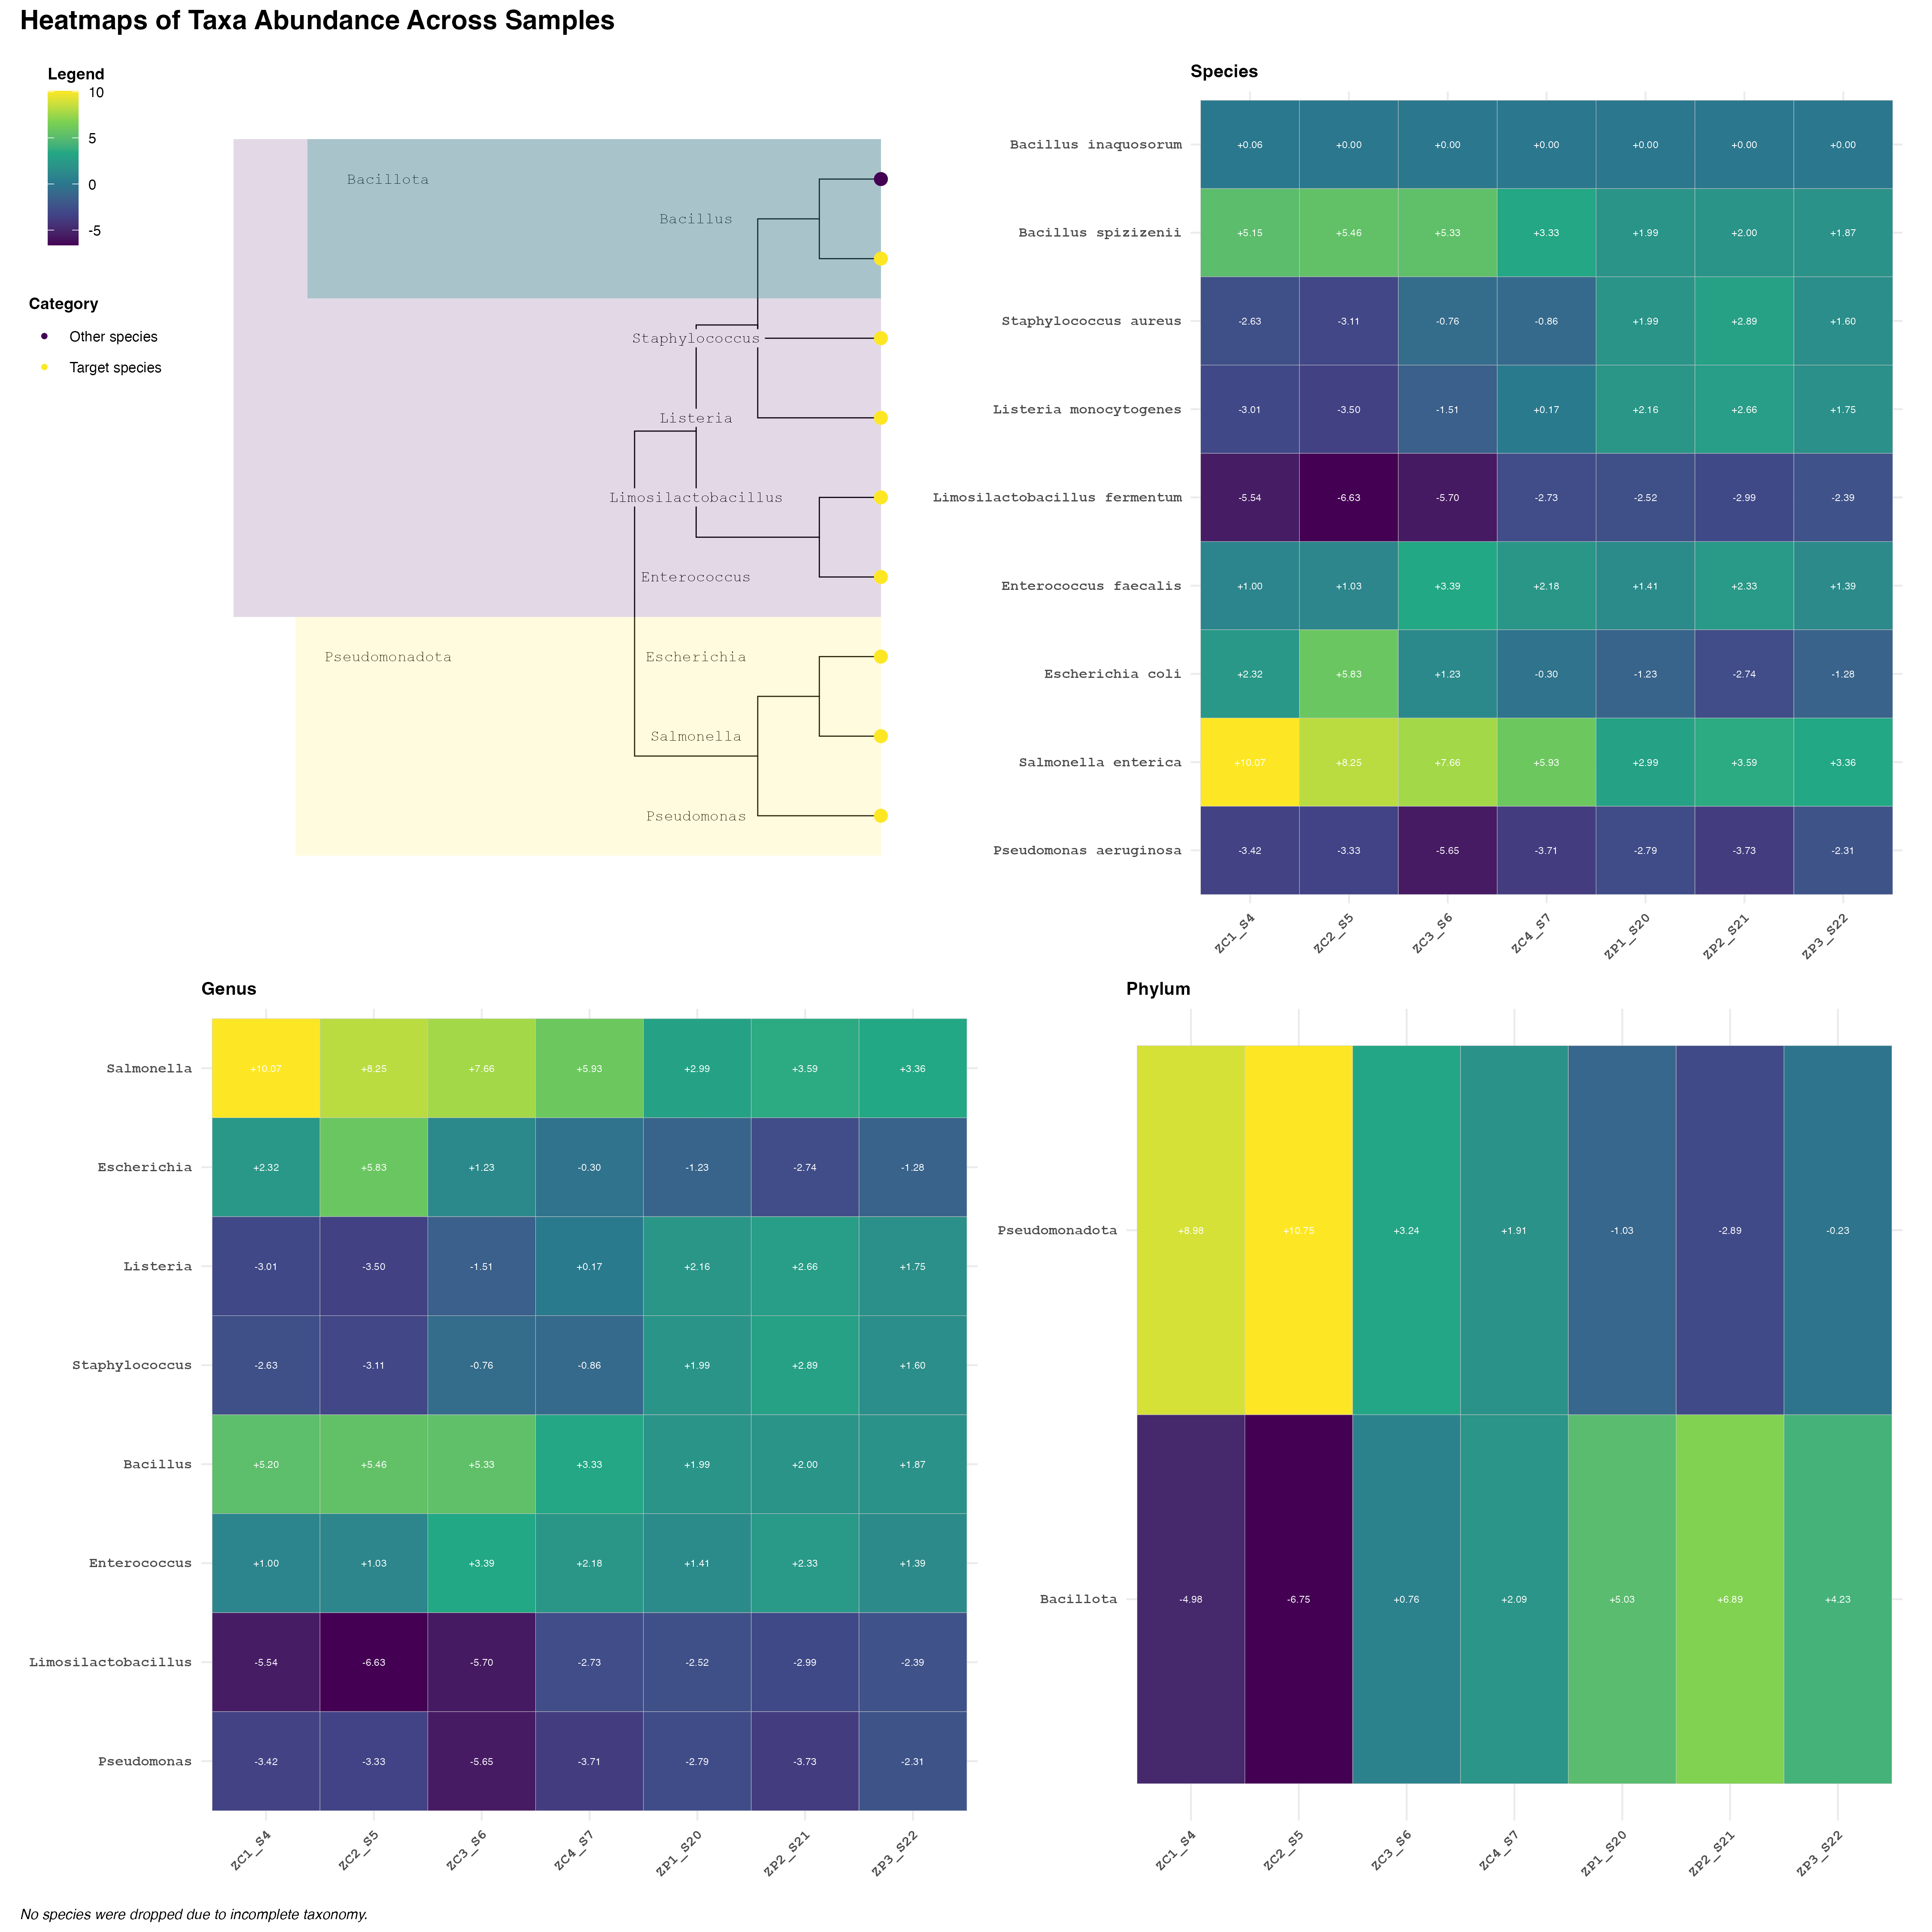 Heatmaps of Taxa Abundance Across Samples
Legend
10
5
0
-5
Category
Other species
Target species
Bacillota
Bacillus
Staphylococcus
Listeria
Limosilactobacillus
Enterococcus
Pseudomonadota
Escherichia
Salmonella
Pseudomonas
Species
Bacillus inaquosorum +0.06 +0.00 +0.00 +0.00 +0.00 +0.00 +0.00
Bacillus spizizenii +5.15 +5.46 +5.33 +3.33 +1.99 +2.00 +1.87
Staphylococcus aureus -2.63 -3.11 -0.76 -0.86 +1.99 +2.89 +1.60
Listeria monocytogenes -3.01 -3.50 -1.51 +0.17 +2.16 +2.66 +1.75
Limosilactobacillus fermentum -5.54 -6.63 -5.70 -2.73 -2.52 -2.99 -2.39
Enterococcus faecalis +1.00 +1.03 +3.39 +2.18 +1.41 +2.33 +1.39
Escherichia coli +2.32 +5.83 +1.23 -0.30 -1.23 -2.74 -1.28
Salmonella enterica +10.07 +8.25 +7.66 +5.93 +2.99 +3.59 +3.36
Pseudomonas aeruginosa -3.42 -3.33 -5.65 -3.71 -2.79 -3.73 -2.31
ZC1_S4 ZC2_S5 ZC3_S6 ZC4_S7 ZP1_S20 ZP2_S21 ZP3_S22
Genus
Salmonella +10.07 +8.25 +7.66 +5.93 +2.99 +3.59 +3.36
Escherichia +2.32 +5.83 +1.23 -0.30 -1.23 -2.74 -1.28
Listeria -3.01 -3.50 -1.51 +0.17 +2.16 +2.66 +1.75
Staphylococcus -2.63 -3.11 -0.76 -0.86 +1.99 +2.89 +1.60
Bacillus +5.20 +5.46 +5.33 +3.33 +1.99 +2.00 +1.87
Enterococcus +1.00 +1.03 +3.39 +2.18 +1.41 +2.33 +1.39
Limosilactobacillus -5.54 -6.63 -5.70 -2.73 -2.52 -2.99 -2.39
Pseudomonas -3.42 -3.33 -5.65 -3.71 -2.79 -3.73 -2.31
ZC1_S4 ZC2_S5 ZC3_S6 ZC4_S7 ZP1_S20 ZP2_S21 ZP3_S22
Phylum
Pseudomonadota +8.98 +10.75 +3.24 +1.91 -1.03 -2.89 -0.23
Bacillota -4.98 -6.75 +0.76 +2.09 +5.03 +6.89 +4.23
ZC1_S4 ZC2_S5 ZC3_S6 ZC4_S7 ZP1_S20 ZP2_S21 ZP3_S22
No species were dropped due to incomplete taxonomy.